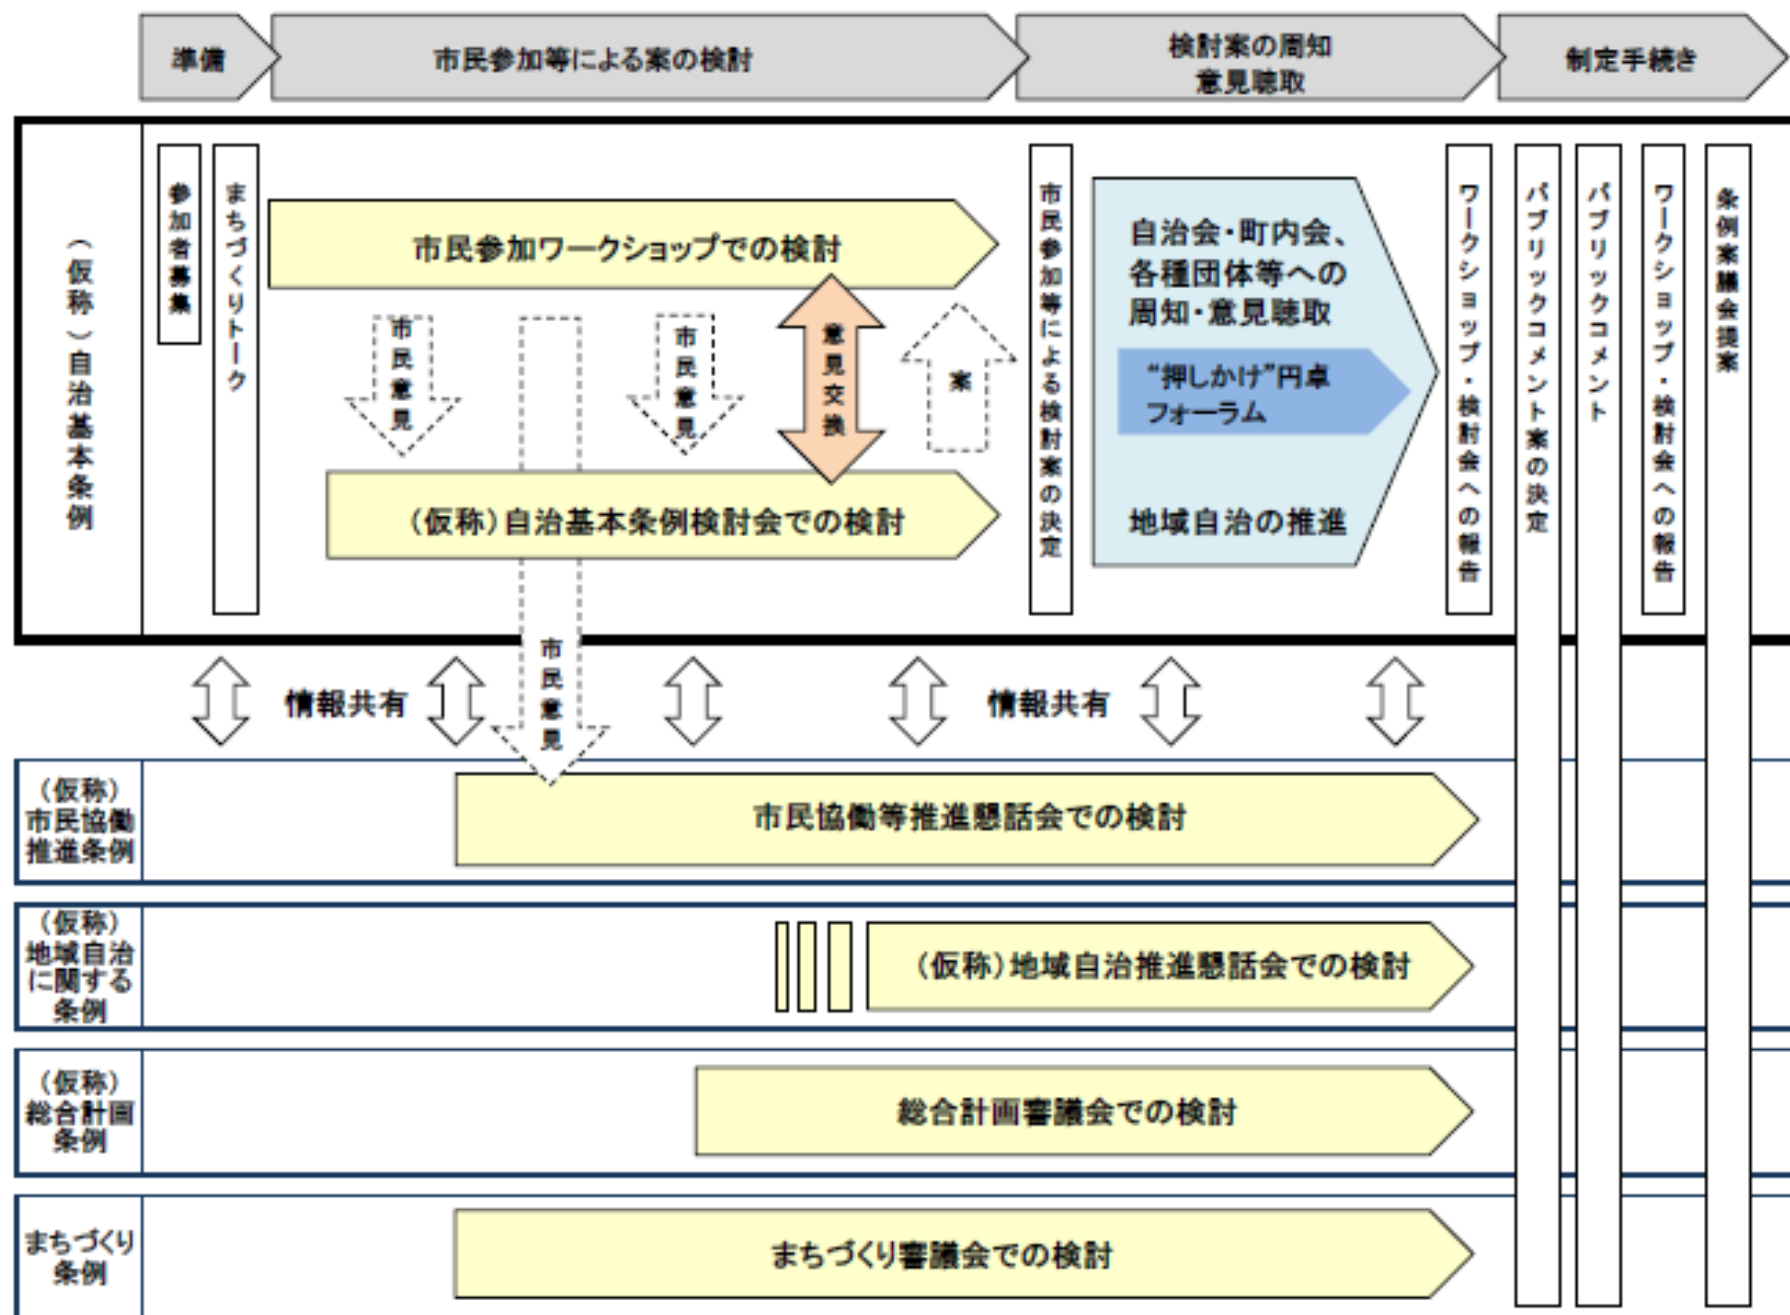 準備
市民参加等による案の検討
検討案の周知
意見聴取
制定手続き
（仮称）自治基本条例
参加者募集
まちづくりトーク
市民参加ワークショップでの検討
市民意見
市民意見
意見交換
案
（仮称）自治基本条例検討会での検討
市民参加等による検討案の決定
自治会・町内会、
各種団体等への
周知・意見聴取
“押しかけ”円卓
フォーラム
地域自治の推進
ワークショップ・検討会への報告
パブリックコメント案の決定
パブリックコメント
ワークショップ・検討会への報告
条例案議会提案
情報共有
市民意見
情報共有
（仮称）
市民協働
推進条例
市民協働等推進懇話会での検討
（仮称）
地域自治
に関する
条例
（仮称）地域自治推進懇話会での検討
（仮称）
総合計画
条例
総合計画審議会での検討
まちづくり
条例
まちづくり審議会での検討